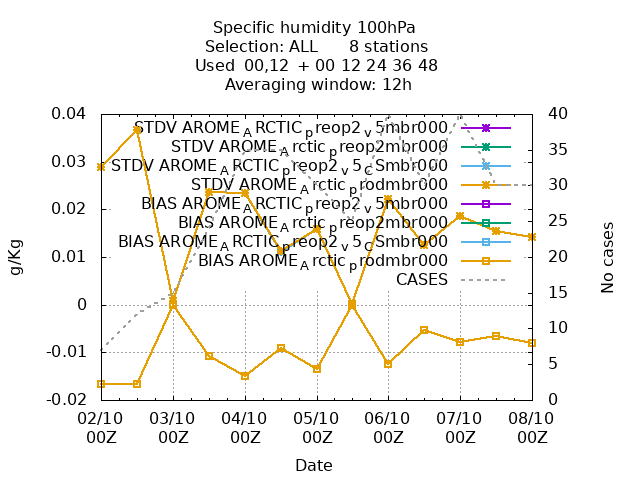 Specific humidity 100hPa
Selection: ALL      8 stations
Used  00,12  + 00 12 24 36 48
Averaging window: 12h
0.04
0.03
0.02
0.01
0
-0.01
-0.02
g/Kg
STDV AROME_ARCTIC_preop2_v5mbr000
STDV AROME_Arctic_preop2mbr000
STDV AROME_ARCTIC_preop2_v5_CSmbr000
STDV AROME_Arctic_prodmbr000
BIAS AROME_ARCTIC_preop2_v5mbr000
BIAS AROME_Arctic_preop2mbr000
BIAS AROME_ARCTIC_preop2_v5_CSmbr000
BIAS AROME_Arctic_prodmbr000
CASES
40
35
30
25
20
15
10
5
0
No cases
02/10 03/10 04/10 05/10 06/10 07/10 08/10
00Z 00Z 00Z 00Z 00Z 00Z 00Z
Date